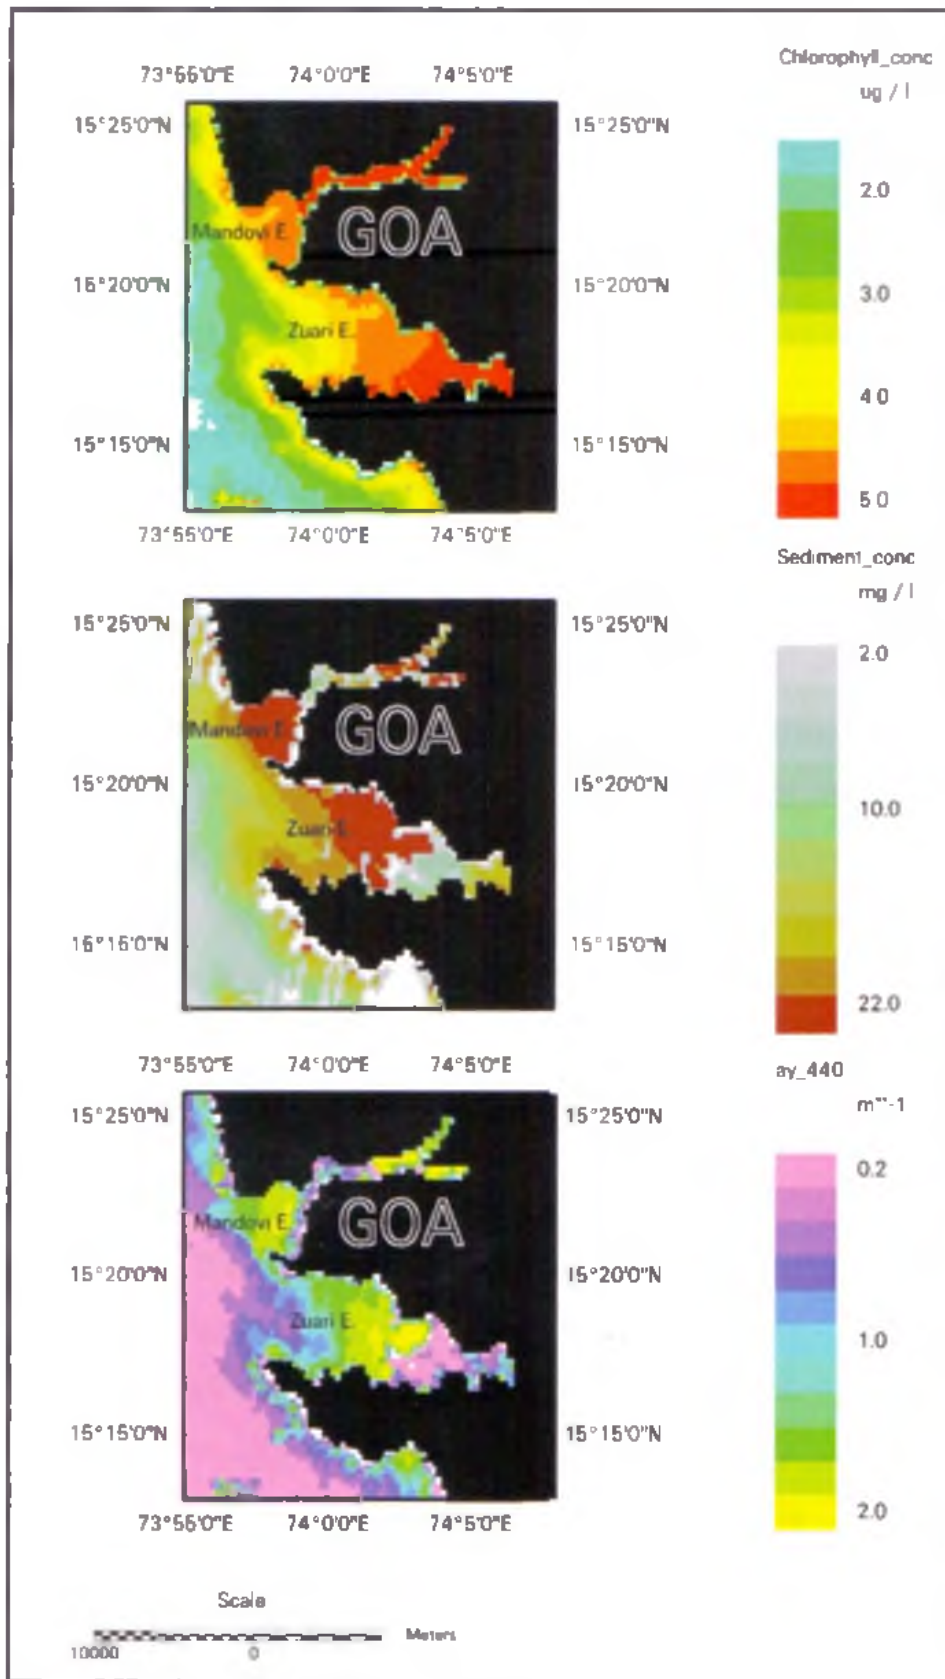 Chlorophyll_conc
ug / l
73°56'0"E 74°0'0"E 74°5'0"E
15°25'0"N 15°25'0"N
2.0
Mandovi E. GOA
15°20'0"N 15°20'0"N
3.0
Zuari E.
4.0
15°15'0"N 15°15'0"N
5.0
73°55'0"E 74°0'0"E 74°5'0"E
Sediment_conc
mg / l
15°25'0"N 15°25'0"N
2.0
Mandovi E. GOA
15°20'0"N 15°20'0"N
10.0
Zuari E.
15°15'0"N 15°15'0"N
22.0
73°55'0"E 74°0'0"E 74°5'0"E
ay_440
m^-1
15°25'0"N 15°25'0"N
0.2
Mandovi E. GOA
15°20'0"N 15°20'0"N
Zuari E.
1.0
15°15'0"N 15°15'0"N
2.0
73°56'0"E 74°0'0"E 74°5'0"E
Scale
Meters
10000 0